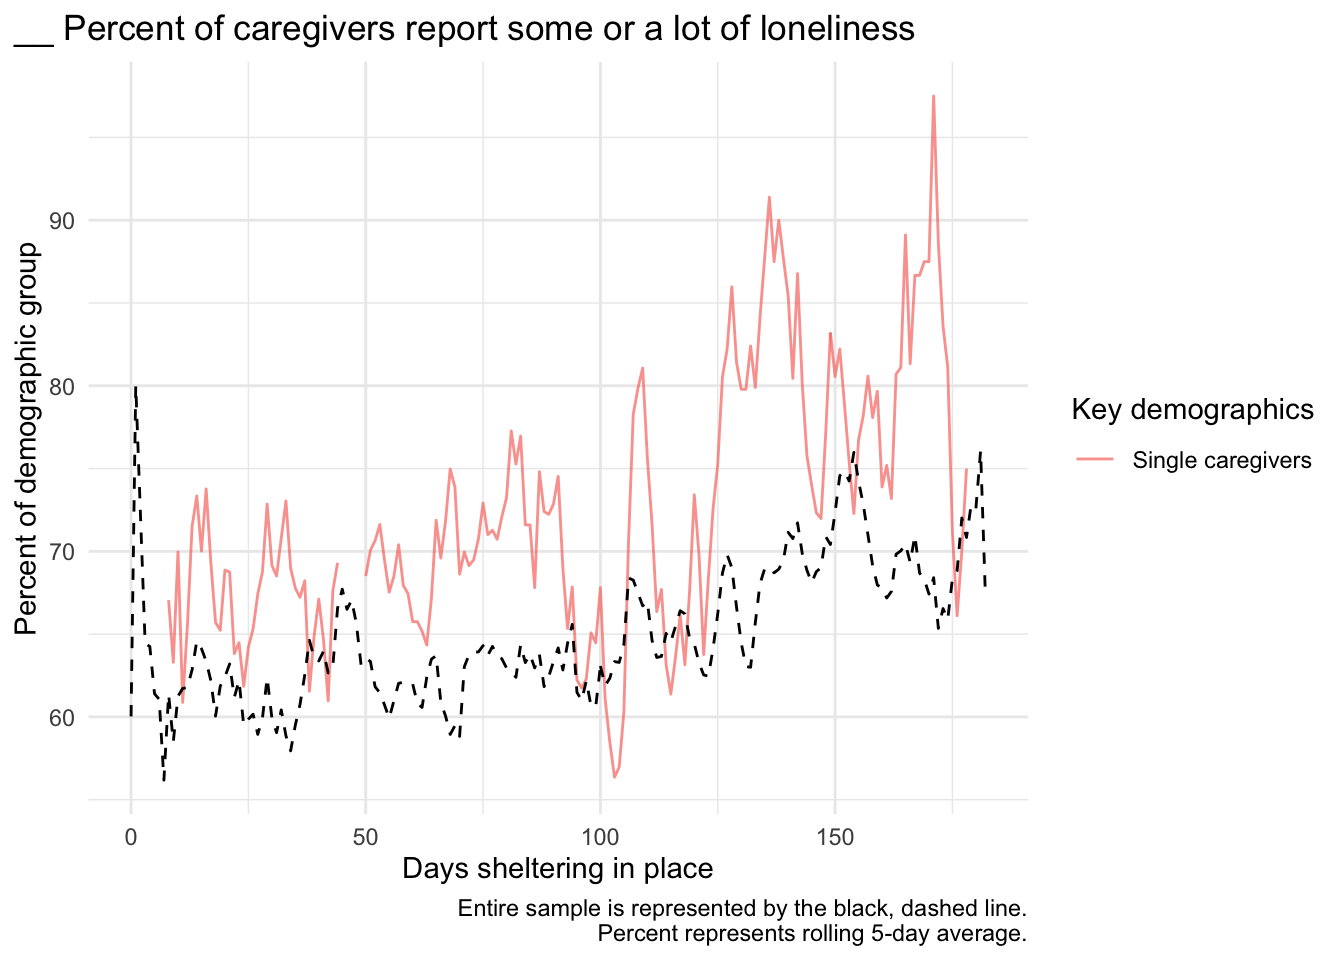 __ Percent of caregivers report some or a lot of loneliness
Percent of demographic group
90
80
70
60
0
50
100
150
Days sheltering in place
Key demographics
Single caregivers
Entire sample is represented by the black, dashed line.
Percent represents rolling 5-day average.